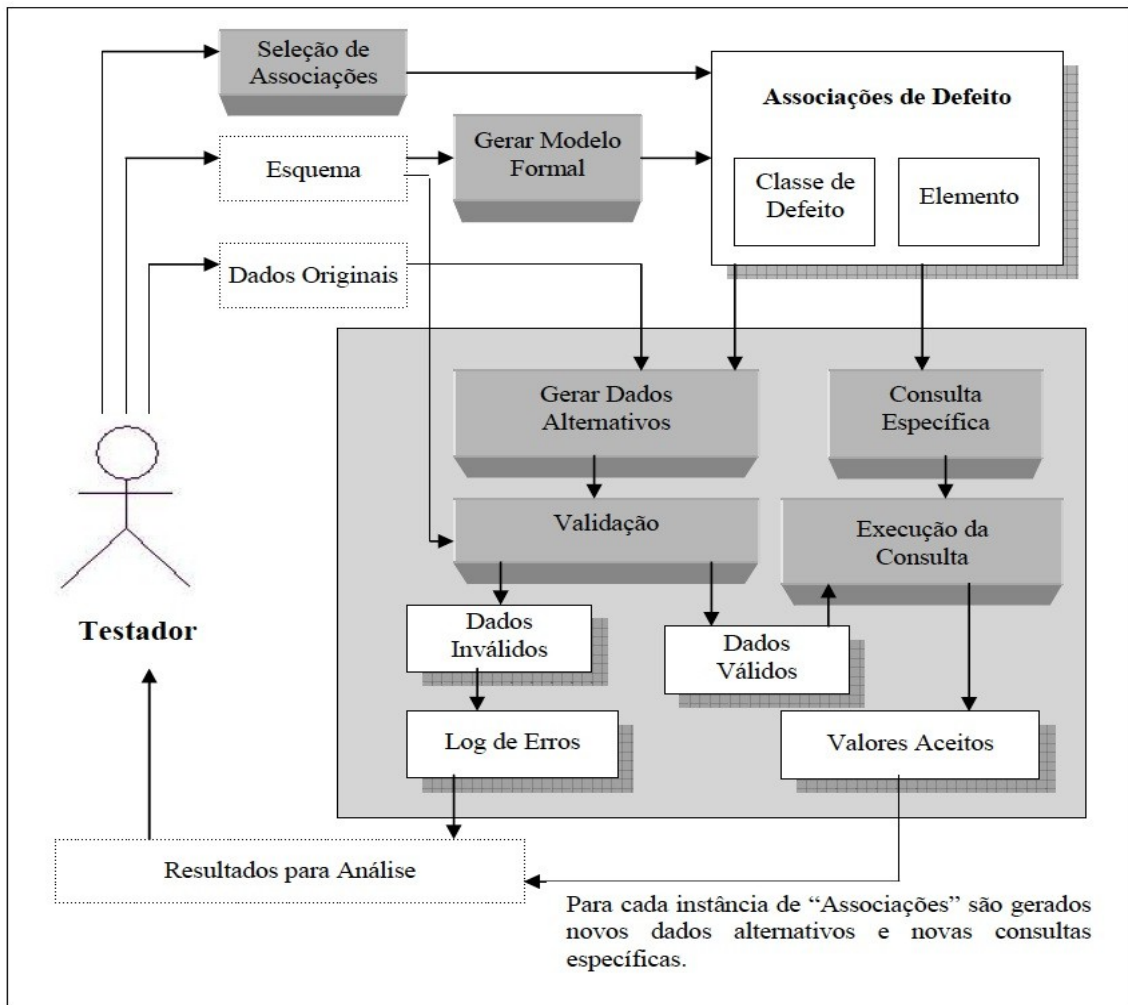 Seleção de
Associações
Associações de Defeito
Gerar Modelo
Formal
Esquema
Classe de
Defeito
Elemento
Dados Originais
Gerar Dados
Alternativos
Consulta
Específica
Validação
Execução da
Consulta
Testador
Dados
Inválidos
Dados
Válidos
Log de Erros
Valores Aceitos
Resultados para Análise
Para cada instância de “Associações” são gerados
novos dados alternativos e novas consultas
específicas.